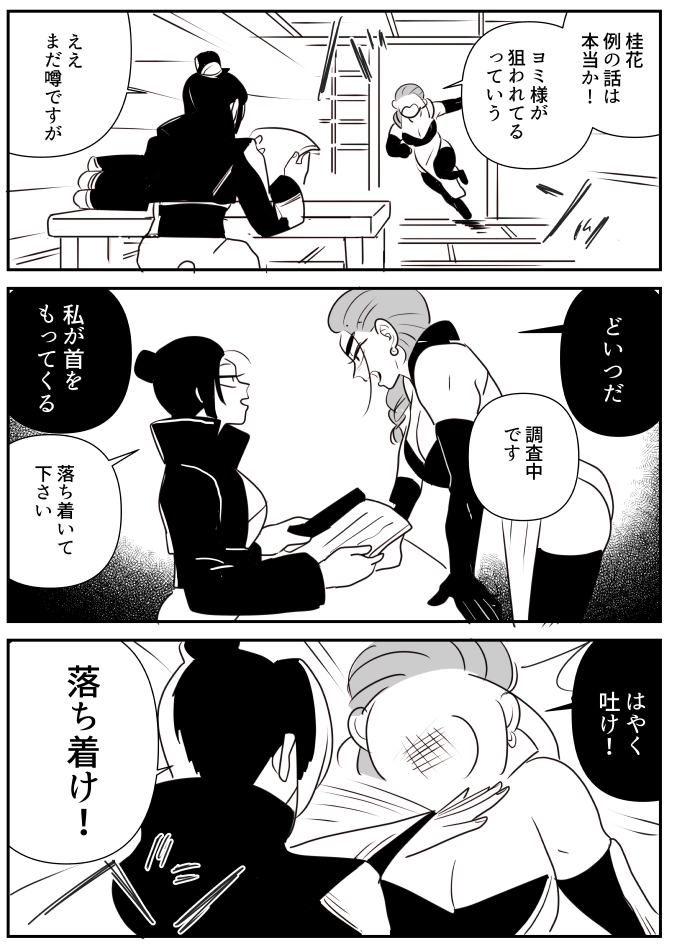 桂花
例の話は
本当か！
ヨミ様が
狙われてる
っていう
ええ
まだ噂ですが
どいつだ
調査中
です
私が首を
もってくる
落ち着いて
下さい
はやく
吐け！
落ち着け！